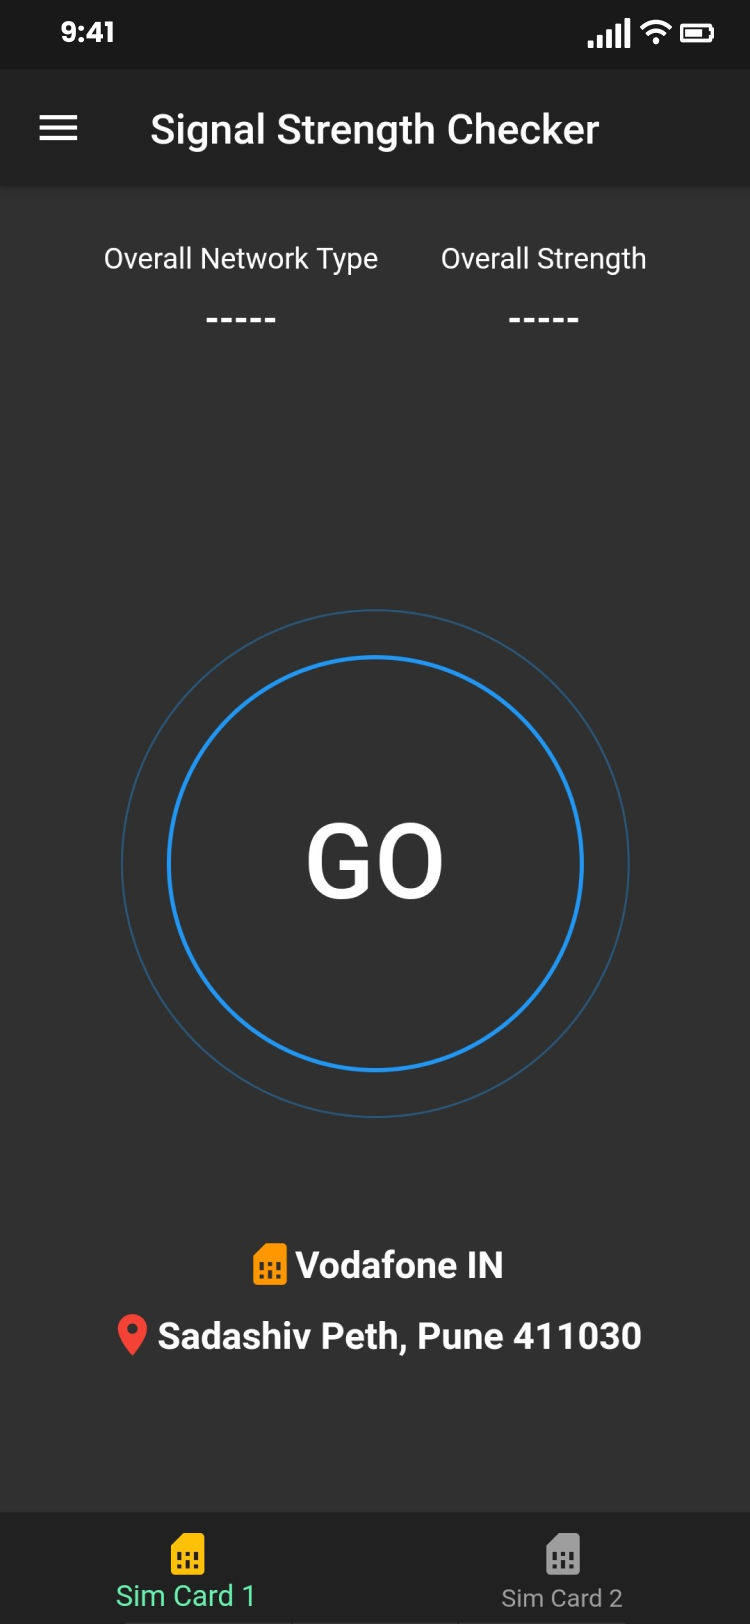 9:41
Signal Strength Checker
Overall Network Type Overall Strength
----- -----
GO
Vodafone IN
Sadashiv Peth, Pune 411030
Sim Card 1 Sim Card 2